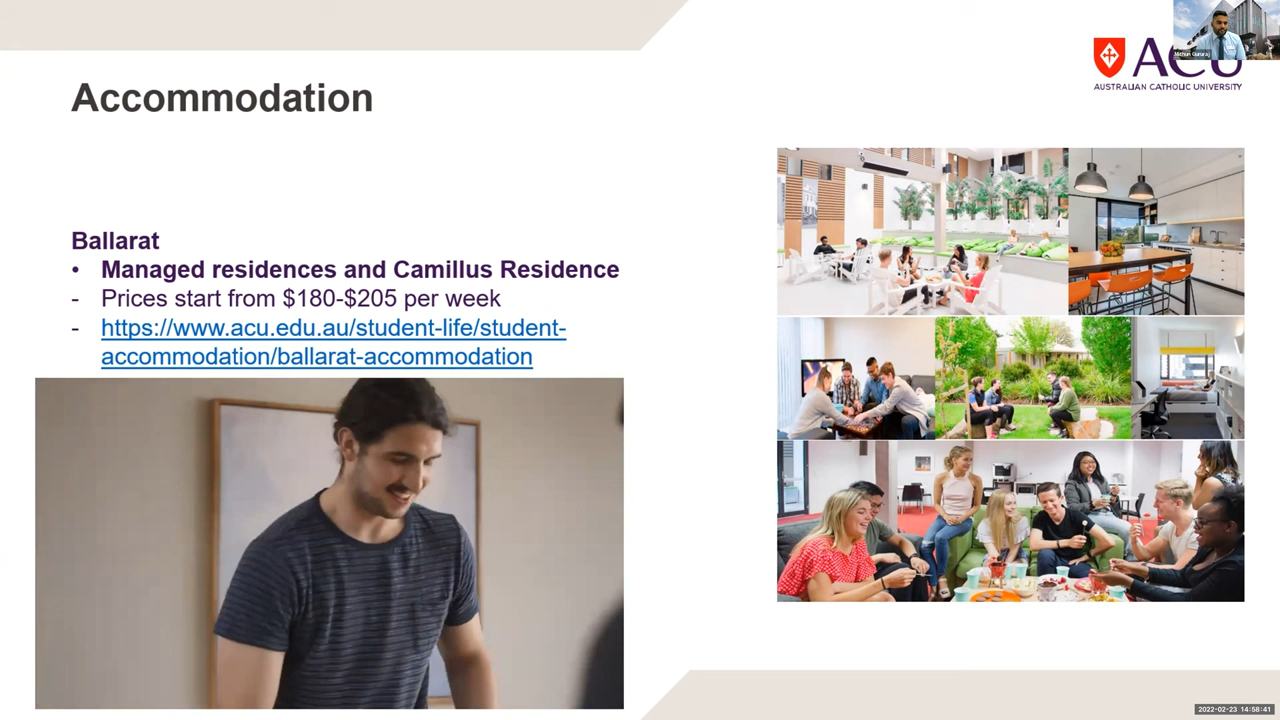 Accommodation
ACU
AUSTRALIAN CATHOLIC UNIVERSITY
Ballarat
• Managed residences and Camillus Residence
- Prices start from $180-$205 per week
- https://www.acu.edu.au/student-life/student-
accommodation/ballarat-accommodation
2022-02-23 14:58:41